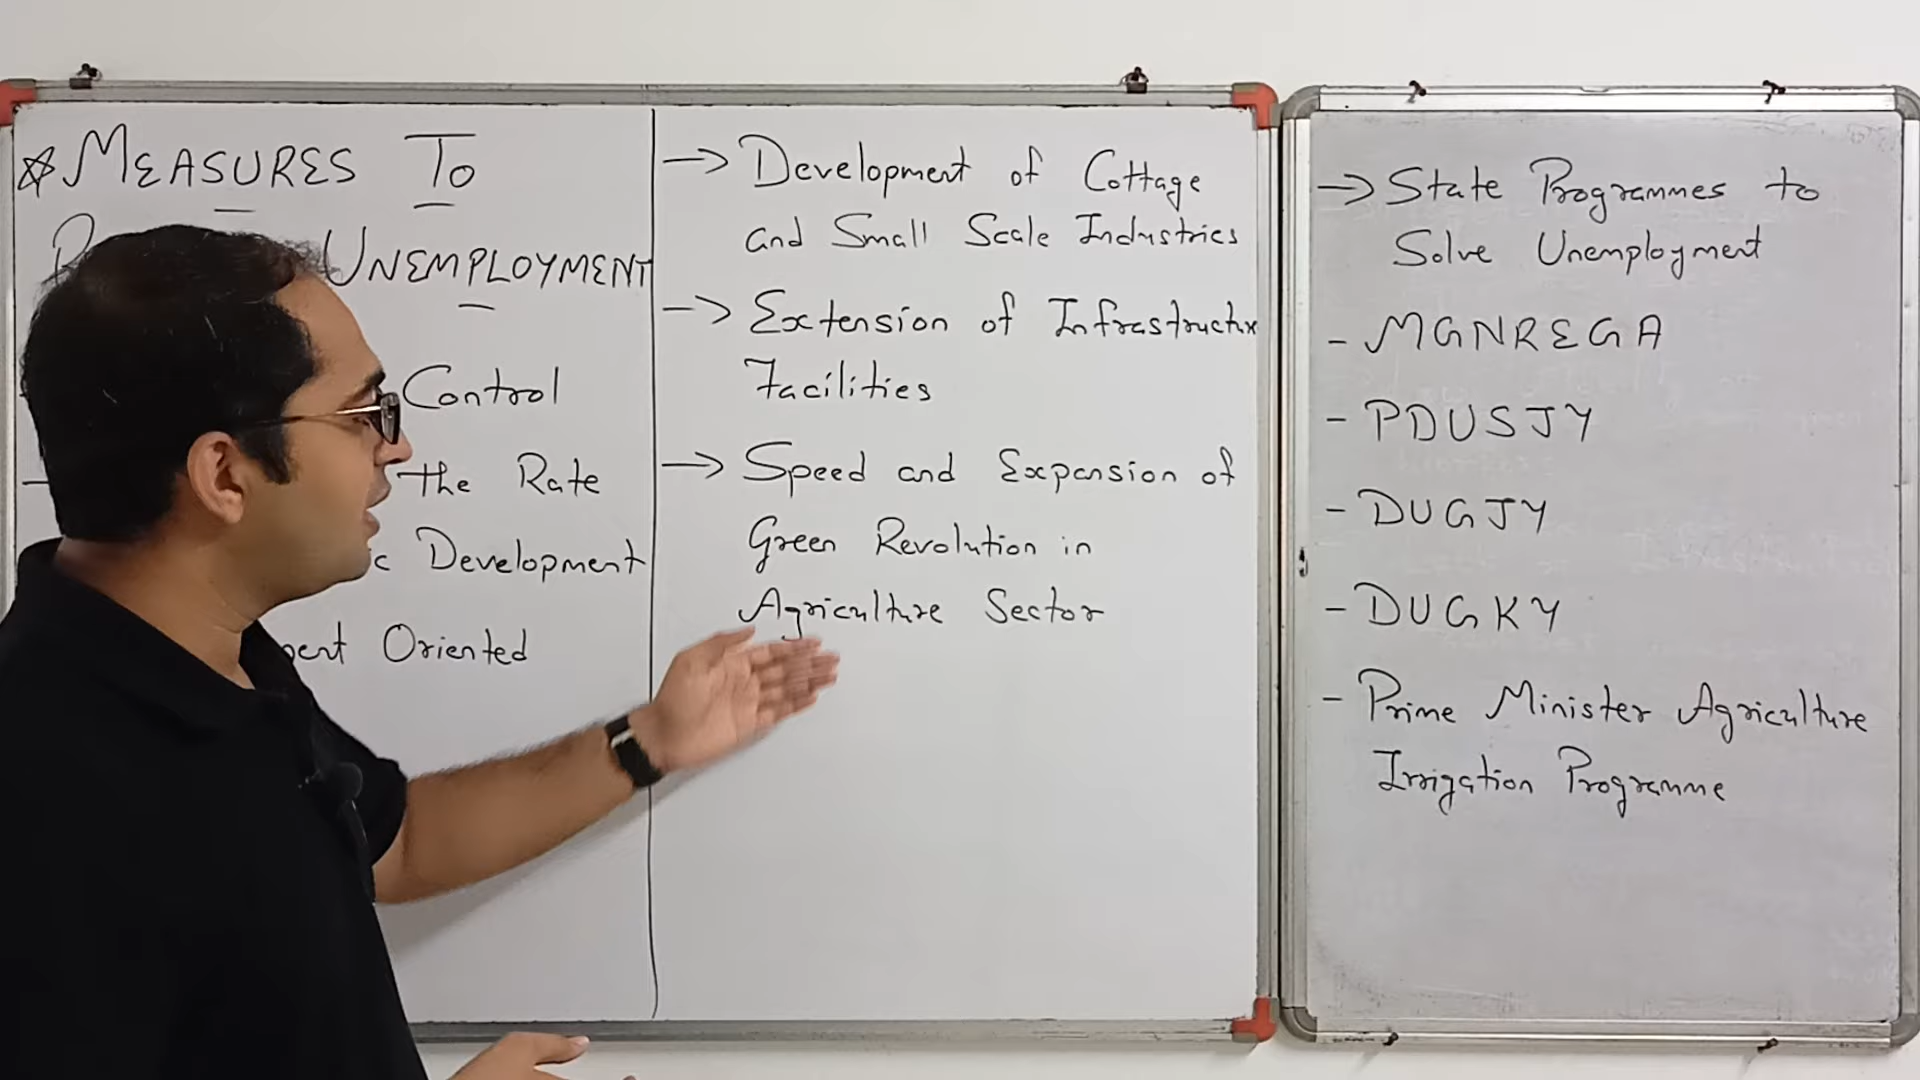 ☆ MEASURES TO
UNEMPLOYMENT
Control
the Rate
Development
Oriented
→ Development of Cottage
and Small Scale Industries
→ Extension of
Facilities
→ Speed and Expansion of
Green Revolution in
Agriculture Sector
→ State Programmes to
Solve Unemployment
- MGNREGA
- PDUSJY
- DUGJY
- DUGKY
- Prime Minister Agriculture
Irrigation Programme